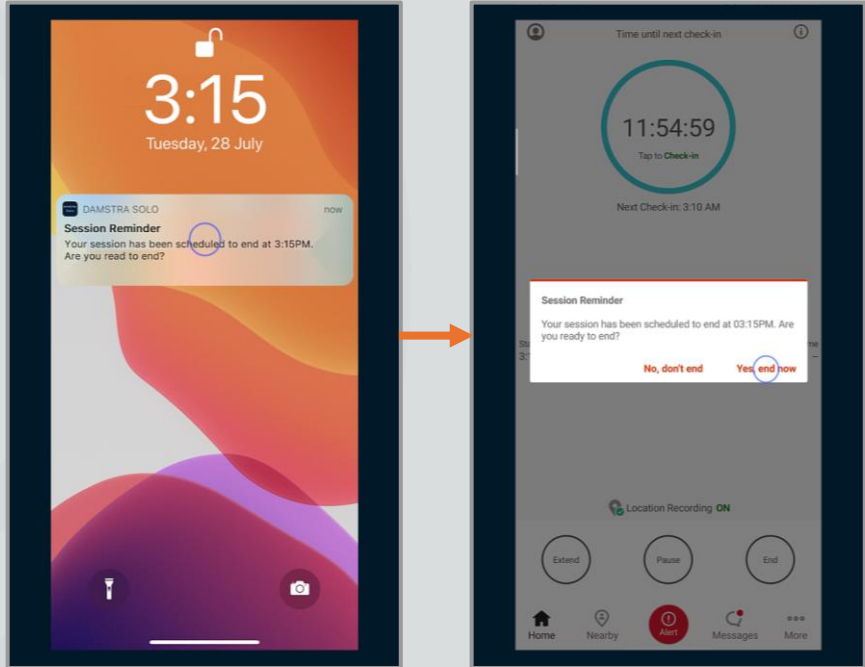 3:15
Tuesday, 28 July
DAMSTRA SOLO
now
Session Reminder
Your session has been scheduled to end at 3:15PM.
Are you read to end?
Time until next check-in
11:54:59
Tap to Check-in
Next Check-in: 3:10 AM
Session Reminder
Your session has been scheduled to end at 03:15PM. Are
you ready to end?
No, don't end
Yes, end now
Location Recording ON
Extend
Pause
End
Home
Nearby
Alert
Messages
More